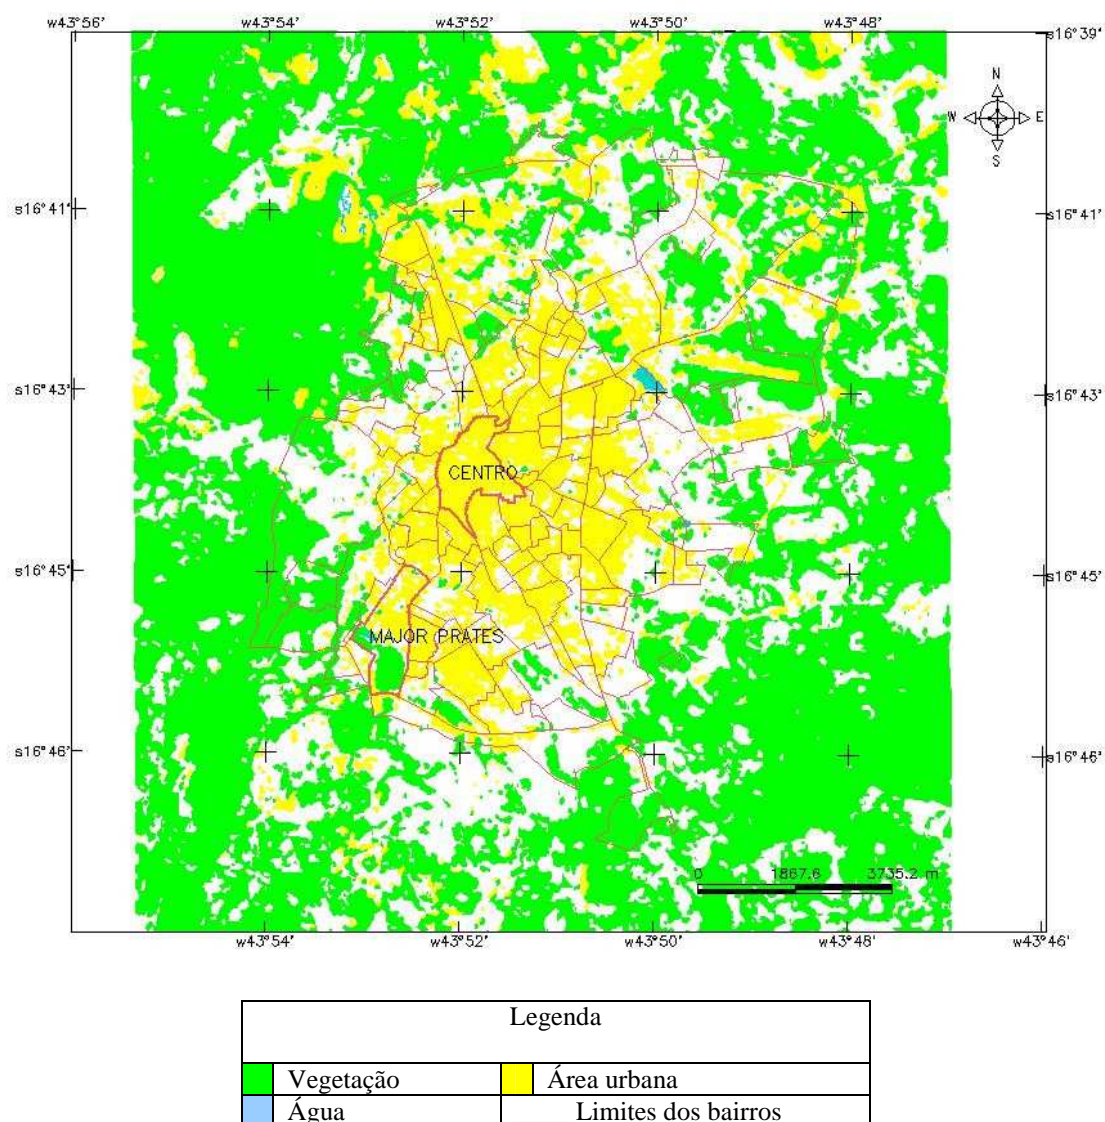 w43°56' w43°54' w43°52' w43°50' w43°48'
s16°39'
N
W E
S
s16°41' s16°41'
s16°43' s16°43'
CENTRO
s16°45' s16°45'
MAJOR PRATES
s16°46' s16°46'
0 1867.6 3735.2 m
w43°54' w43°52' w43°50' w43°48' w43°46'
Legenda
Vegetação Área urbana
Água Limites dos bairros